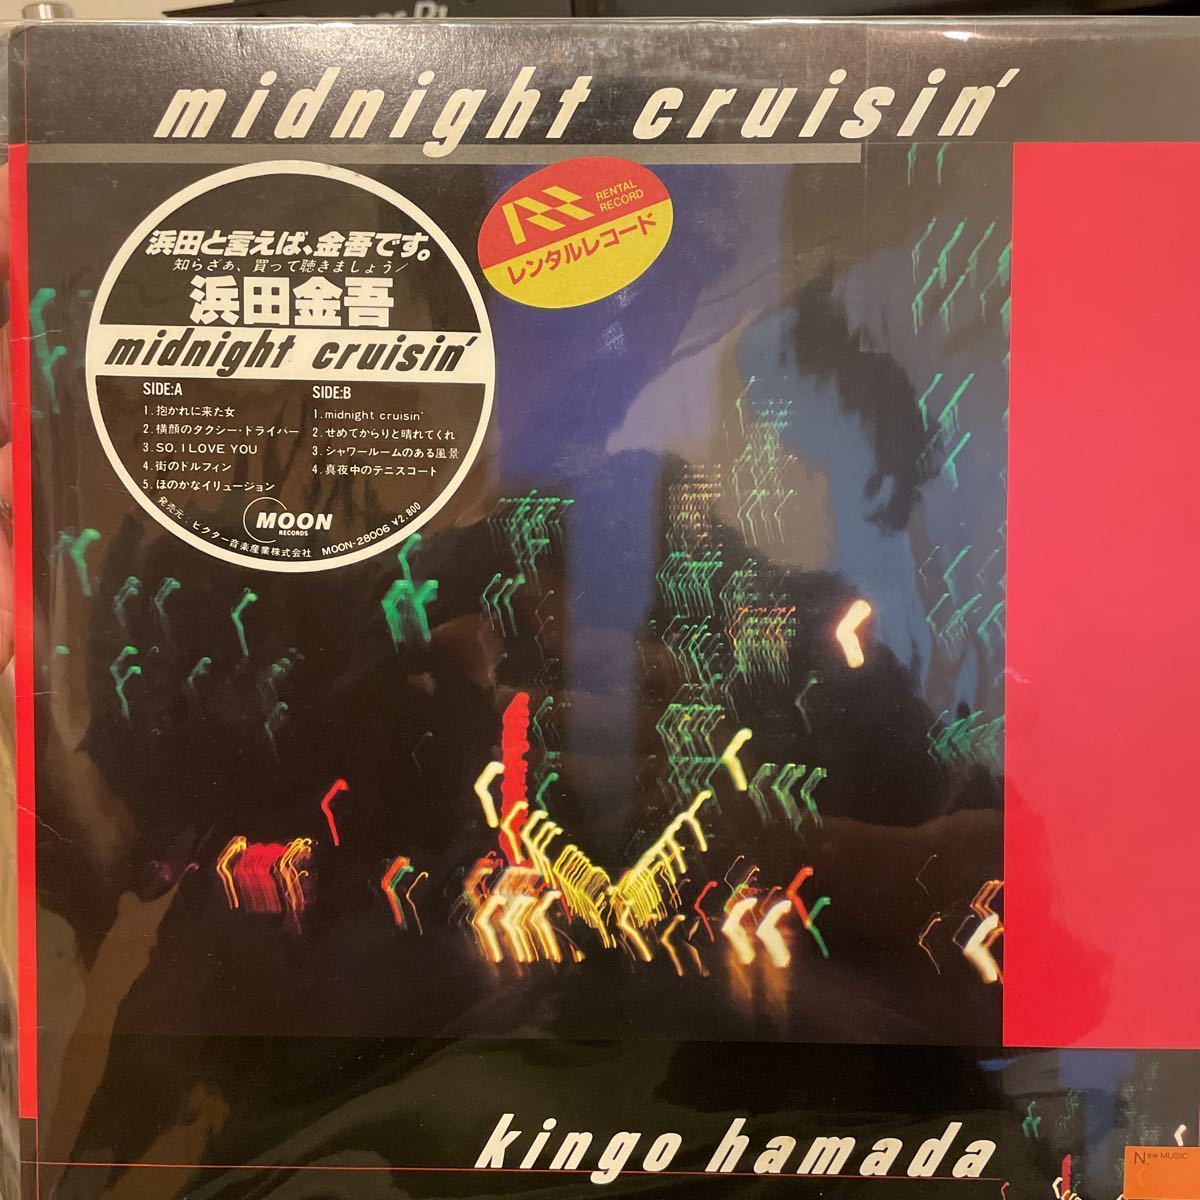 midnight cruisin'
RENTAL
RECORD
レンタルレコード
浜田と言えば、金吾です。
知らざぁ、買って聴きましょう/
浜田金吾
midnight cruisin'
SIDE:A
1. 抱かれに来た女
2. 横顔のタクシー・ドライバー
3. SO, I LOVE YOU
4. 街のドルフィン
5. ほのかなイリュージョン
SIDE:B
1. midnight cruisin'
2. せめてからりと晴れてくれ
3. シャワールームのある風景
4. 真夜中のテニスコート
MOON
RECORDS
発売元：ビクター音楽産業株式会社 MOON-28006 ¥2,800
kingo hamada
New MUSIC